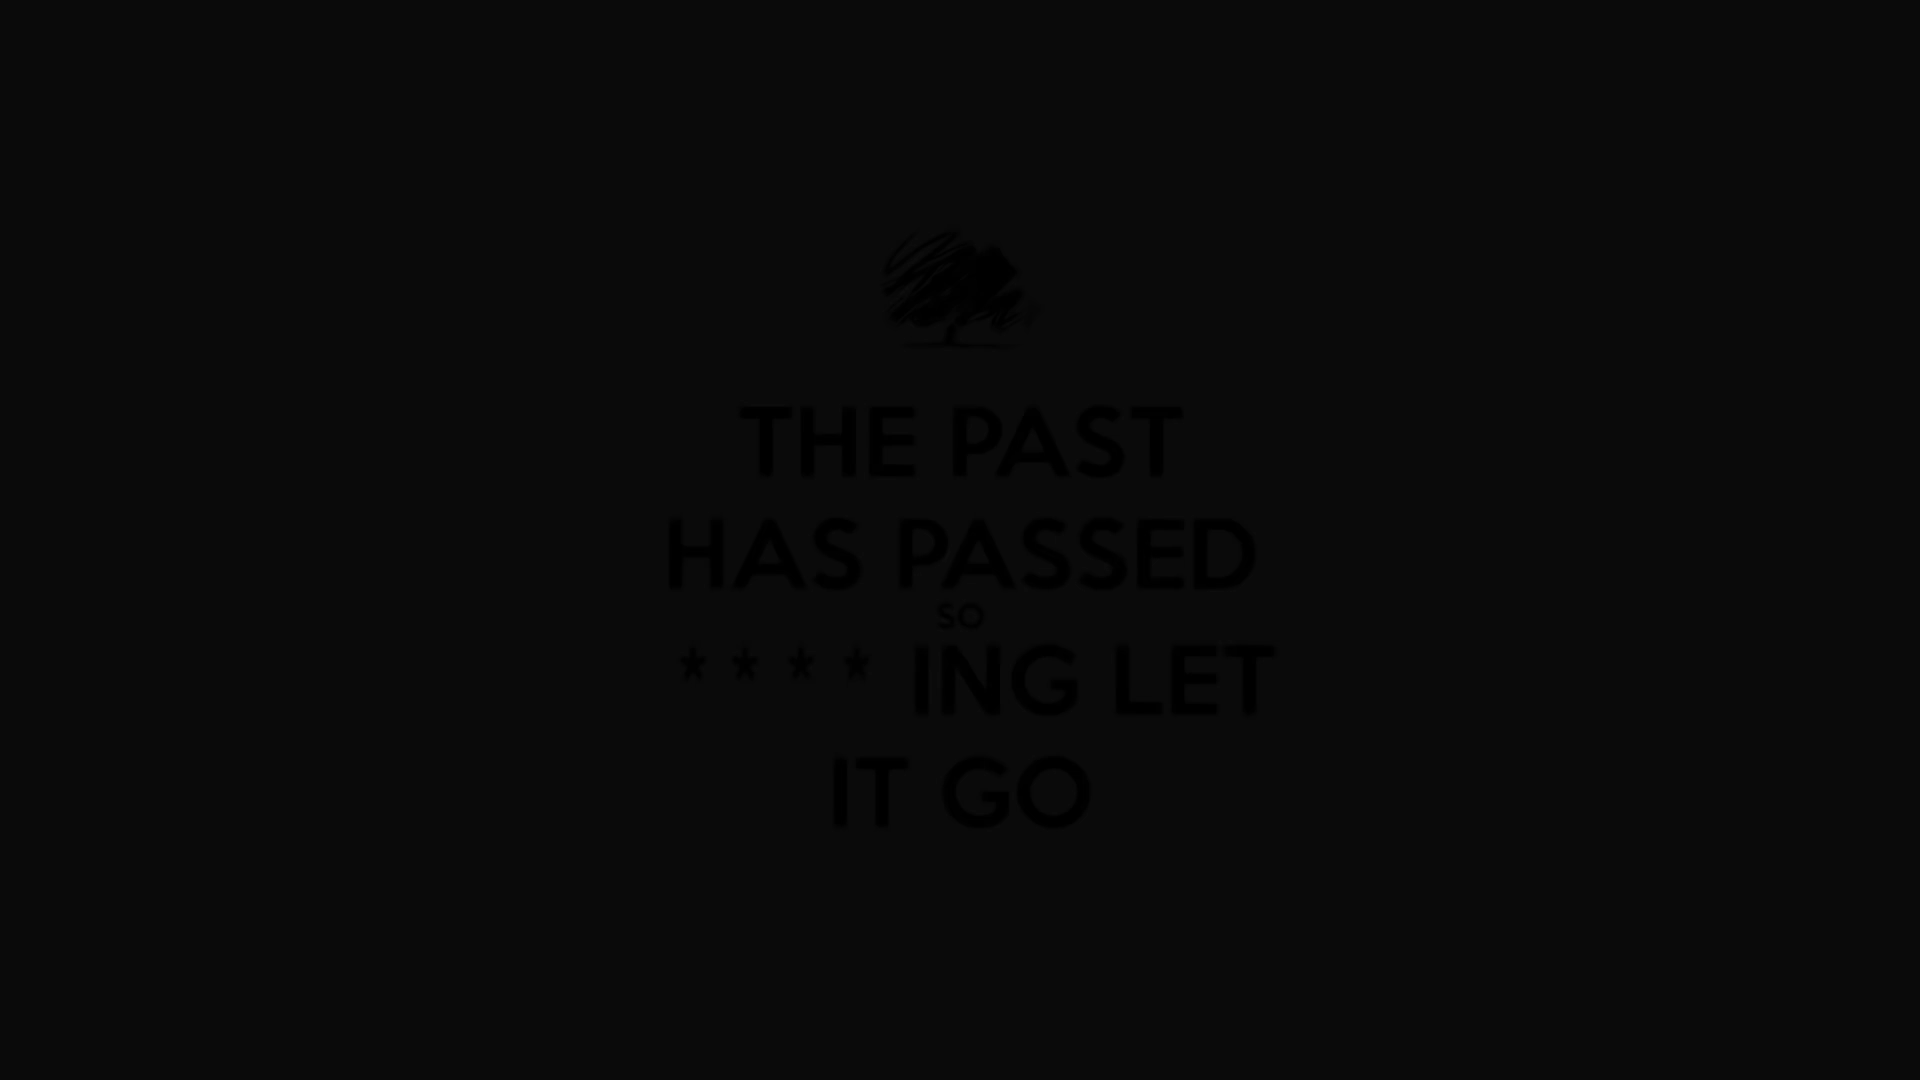 THE PAST
HAS PASSED
SO
* * * * ING LET
IT GO